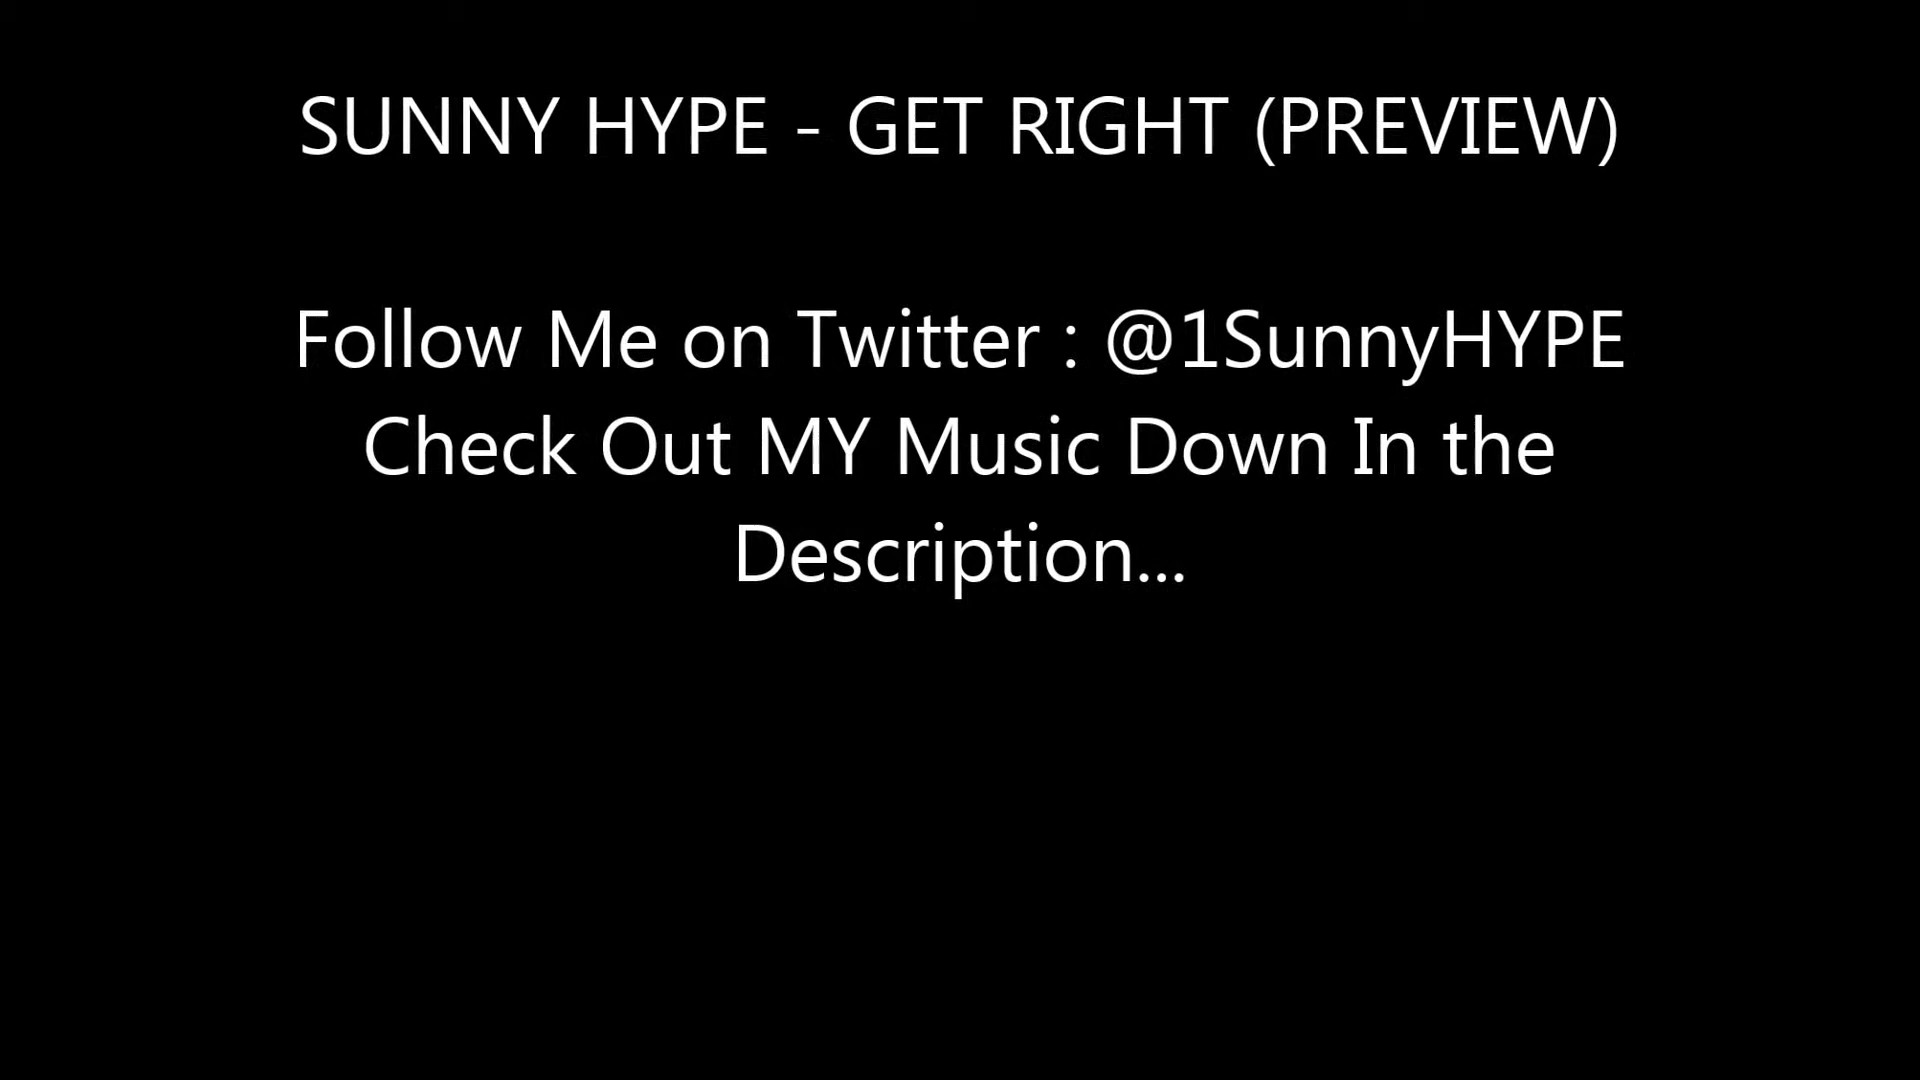 SUNNY HYPE - GET RIGHT (PREVIEW)
Follow Me on Twitter : @1SunnyHYPE
Check Out MY Music Down In the
Description...